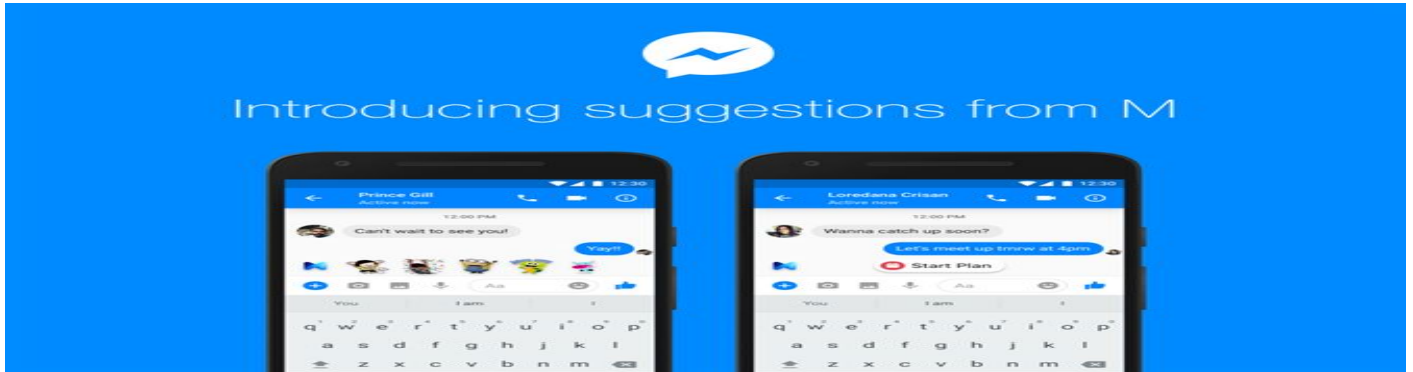 Introducing suggestions from M
12:30
Prince Gill
Active now
12:00 PM
Can't wait to see you!
Yay!!
Aa
You I am I
q w e r t y u i o p
a s d f g h j k l
z x c v b n m
12:30
Loredana Crisan
Active now
12:00 PM
Wanna catch up soon?
Let's meet up tmrw at 4pm
Start Plan
Aa
You I am I
q w e r t y u i o p
a s d f g h j k l
z x c v b n m